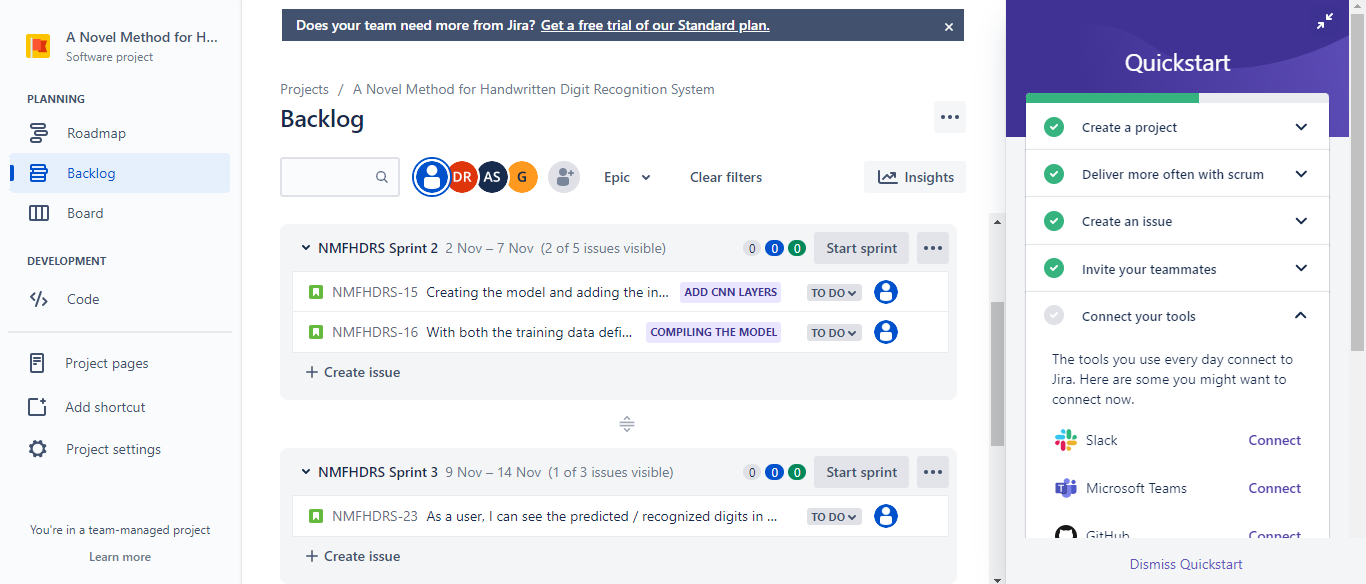 A Novel Method for H...
Software project
PLANNING
Roadmap
Backlog
Board
DEVELOPMENT
Code
Project pages
Add shortcut
Project settings
You're in a team-managed project
Learn more
Does your team need more from Jira? Get a free trial of our Standard plan.
Projects / A Novel Method for Handwritten Digit Recognition System
Backlog
DR AS G Epic Clear filters Insights
NMFHDRS Sprint 2 2 Nov – 7 Nov (2 of 5 issues visible) 0 0 0 Start sprint
NMFHDRS-15 Creating the model and adding the in... ADD CNN LAYERS TO DO
NMFHDRS-16 With both the training data defi... COMPILING THE MODEL TO DO
+ Create issue
NMFHDRS Sprint 3 9 Nov – 14 Nov (1 of 3 issues visible) 0 0 0 Start sprint
NMFHDRS-23 As a user, I can see the predicted / recognized digits in ... TO DO
+ Create issue
Quickstart
Create a project
Deliver more often with scrum
Create an issue
Invite your teammates
Connect your tools
The tools you use every day connect to
Jira. Here are some you might want to
connect now.
Slack Connect
Microsoft Teams Connect
GitHub Connect
Dismiss Quickstart